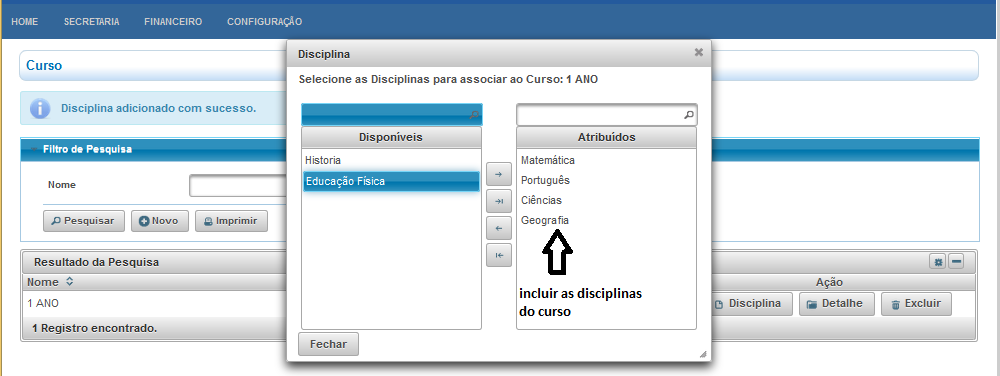 HOME SECRETARIA FINANCEIRO CONFIGURAÇÃO
Disciplina
Curso
Selecione as Disciplinas para associar ao Curso: 1 ANO
Disciplina adicionado com sucesso.
Disponíveis
Atribuídos
Filtro de Pesquisa
Historia
Matemática
Nome
Educação Física
Português
Ciências
Pesquisar Novo Imprimir
Geografia
Resultado da Pesquisa
Nome
Ação
incluir as disciplinas
do curso
1 ANO
Disciplina Detalhe Excluir
1 Registro encontrado.
Fechar